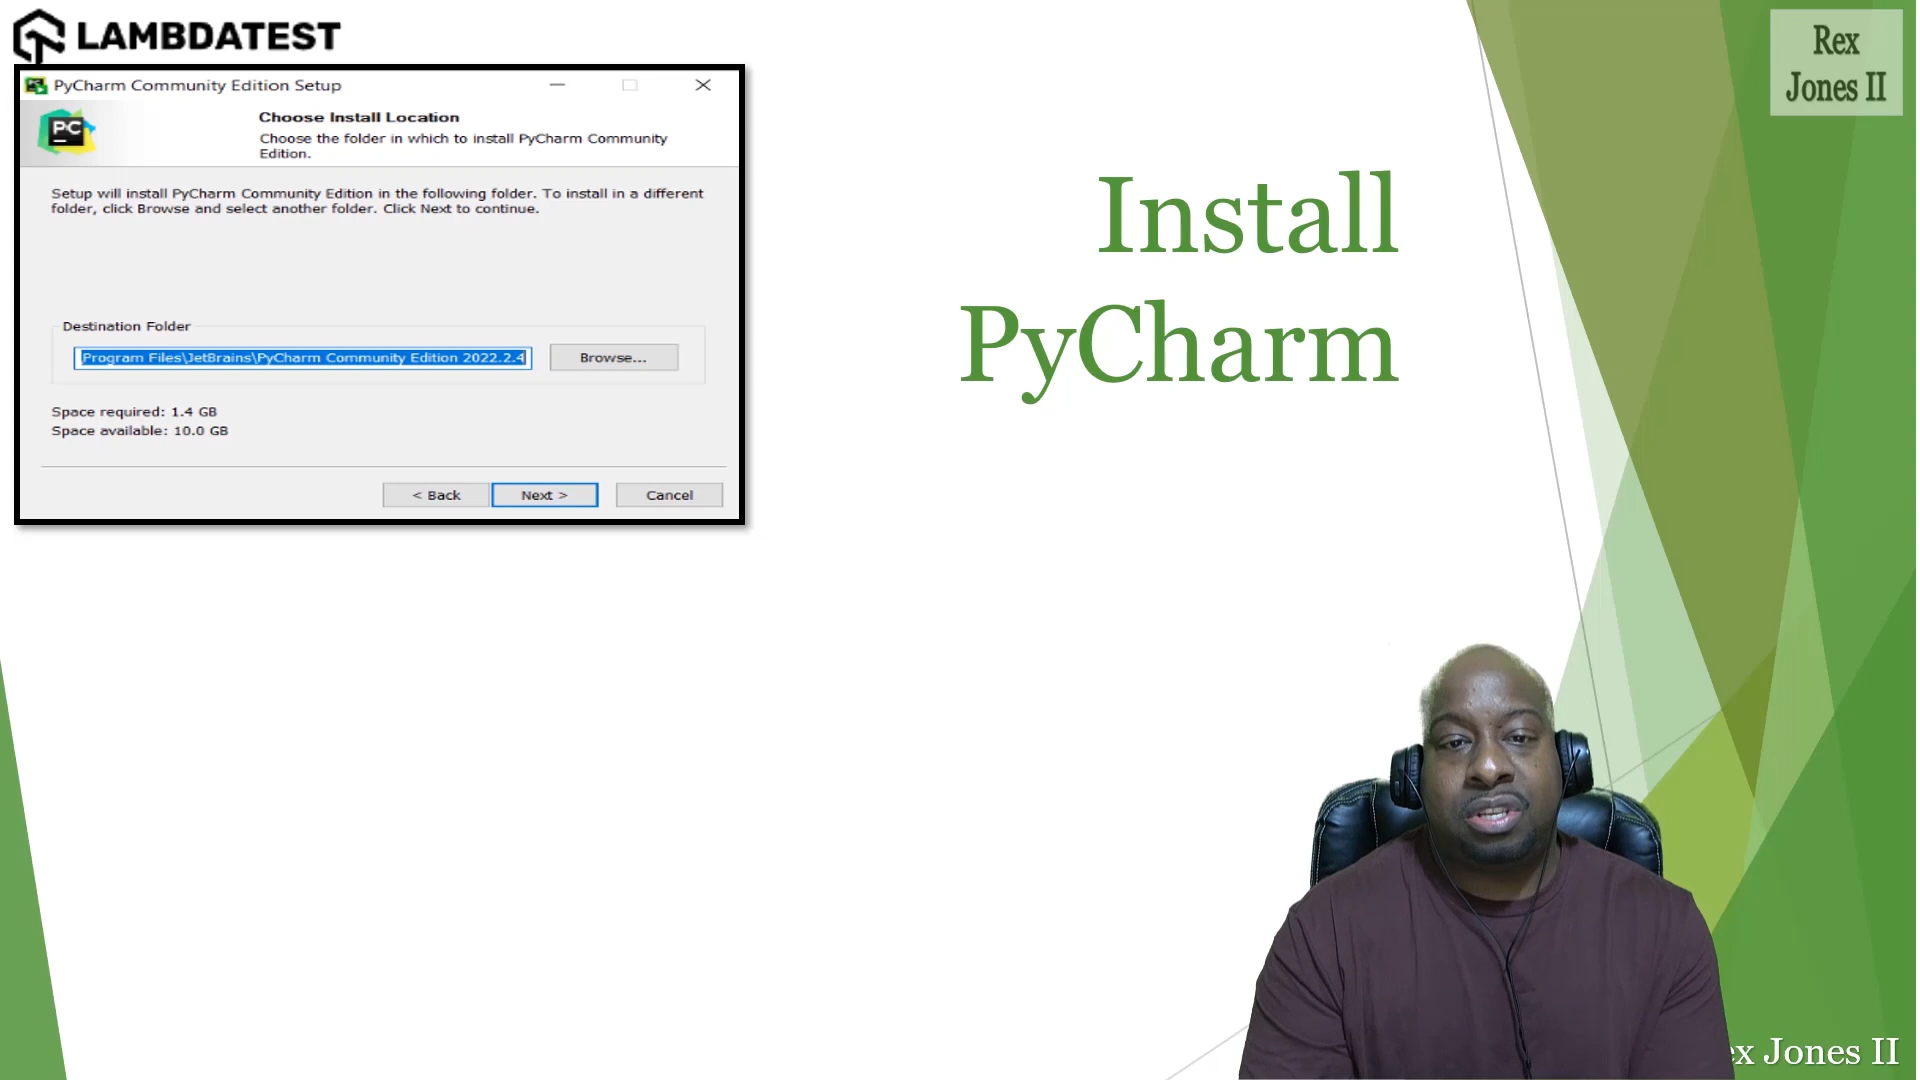 LAMBDATEST
PyCharm Community Edition Setup
PC
Choose Install Location
Choose the folder in which to install PyCharm Community
Edition.
Setup will install PyCharm Community Edition in the following folder. To install in a different
folder, click Browse and select another folder. Click Next to continue.
Destination Folder
Program Files\JetBrains\PyCharm Community Edition 2022.2.4
Browse...
Space required: 1.4 GB
Space available: 10.0 GB
< Back
Next >
Cancel
Install
PyCharm
Rex
Jones II
ex Jones II